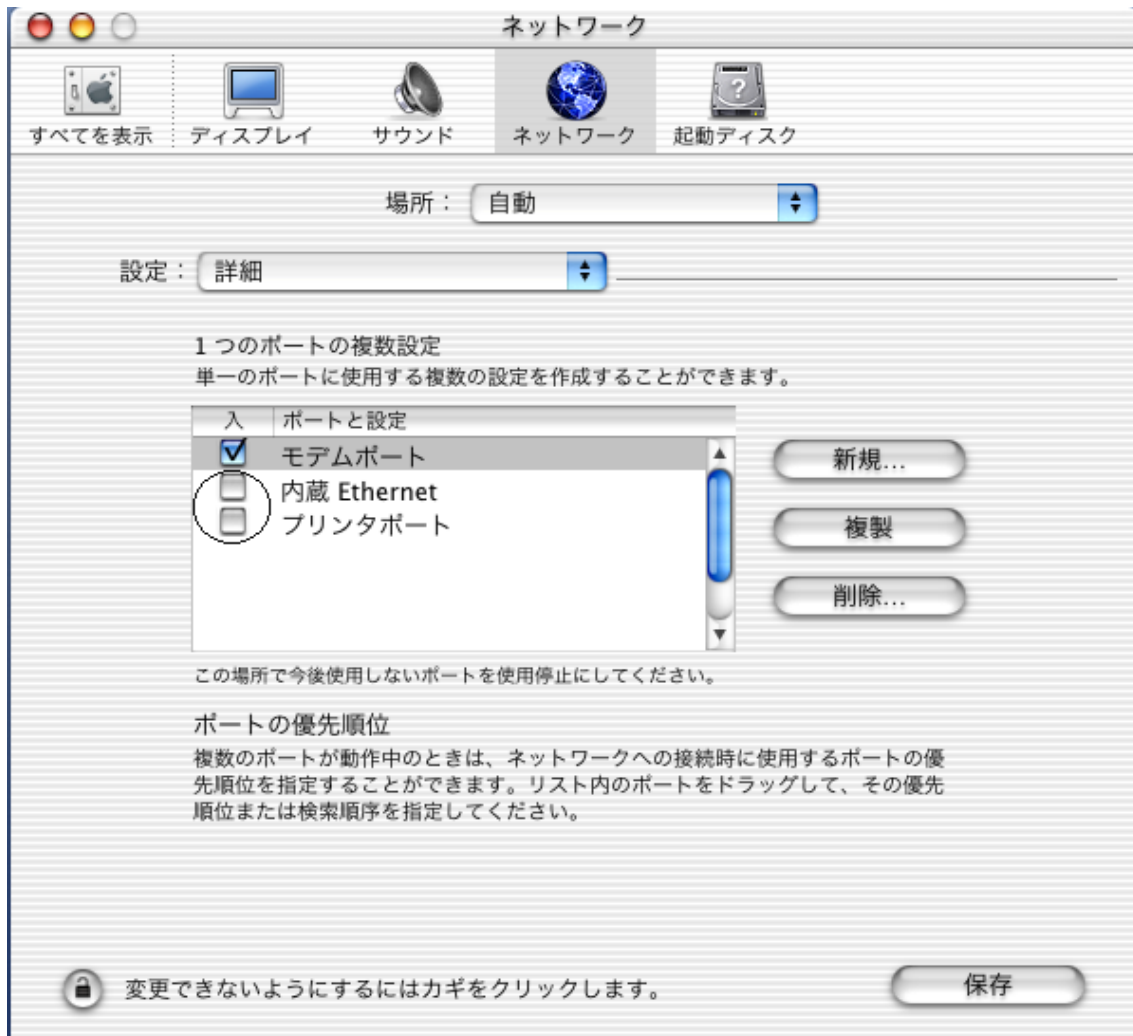 ネットワーク
すべてを表示 ディスプレイ サウンド ネットワーク 起動ディスク
場所： 自動
設定： 詳細
1 つのポートの複数設定
単一のポートに使用する複数の設定を作成することができます。
入 ポートと設定
モデムポート
新規...
内蔵 Ethernet
プリンタポート
複製
削除...
この場所で今後使用しないポートを使用停止にしてください。
ポートの優先順位
複数のポートが動作中のときは、ネットワークへの接続時に使用するポートの優
先順位を指定することができます。リスト内のポートをドラッグして、その優先
順位または検索順序を指定してください。
変更できないようにするにはカギをクリックします。
保存